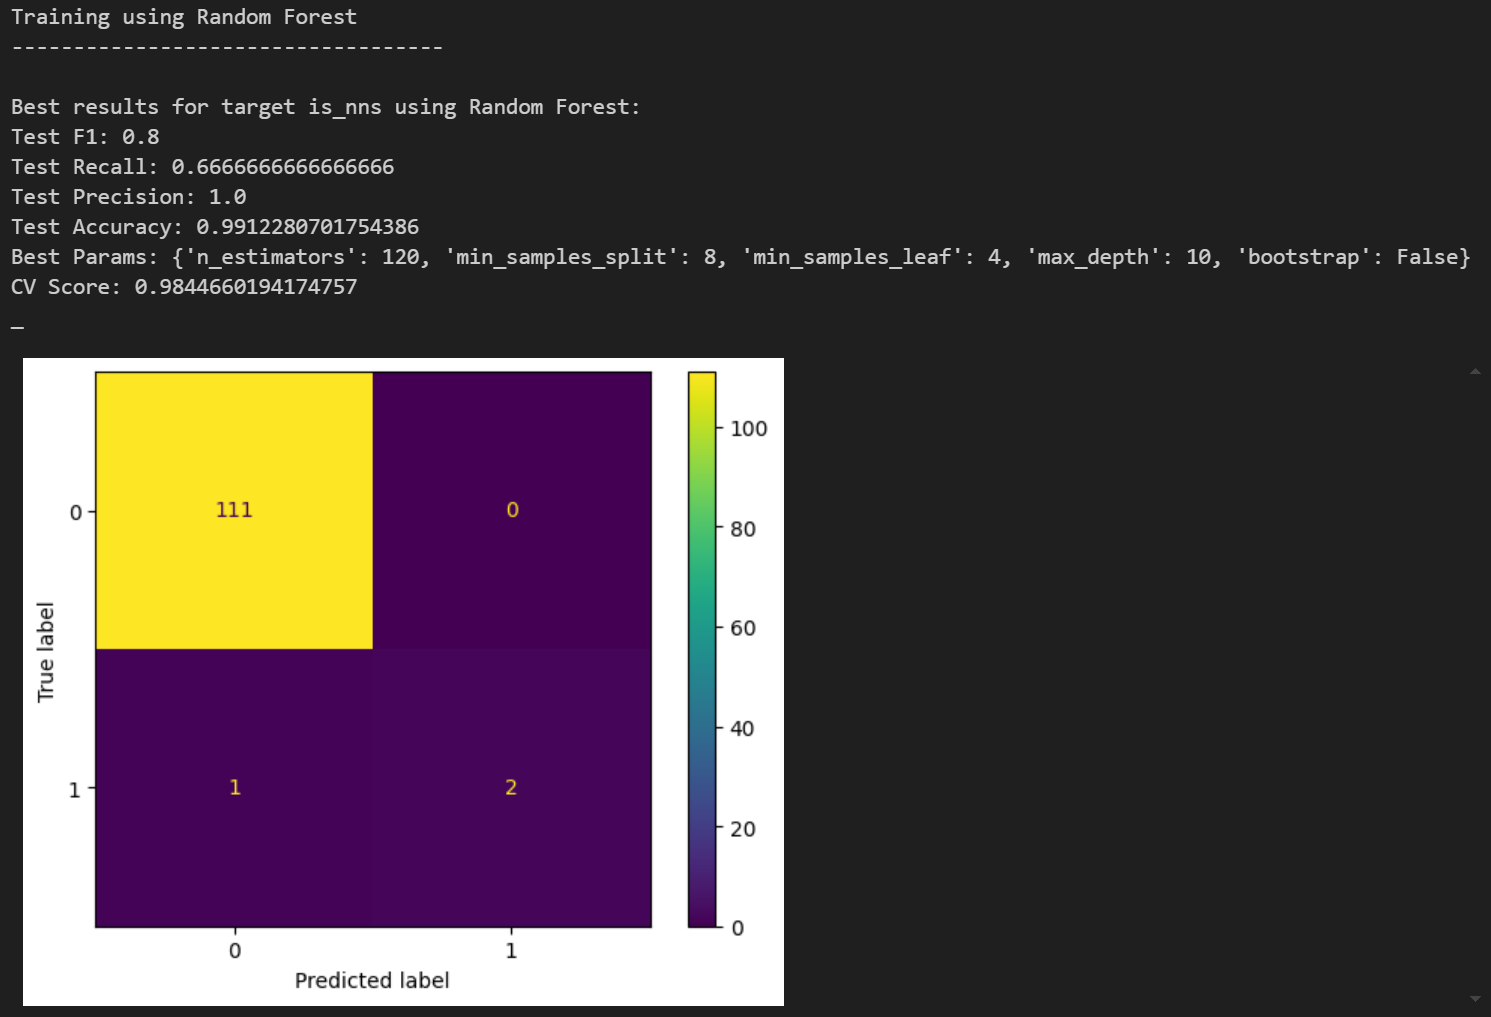 Training using Random Forest
-----------------------------------
Best results for target is_nns using Random Forest:
Test F1: 0.8
Test Recall: 0.6666666666666666
Test Precision: 1.0
Test Accuracy: 0.9912280701754386
Best Params: {'n_estimators': 120, 'min_samples_split': 8, 'min_samples_leaf': 4, 'max_depth': 10, 'bootstrap': False}
CV Score: 0.9844660194174757
_
100
80
60
40
20
0
True label
0
1
111
0
1
2
0
1
Predicted label